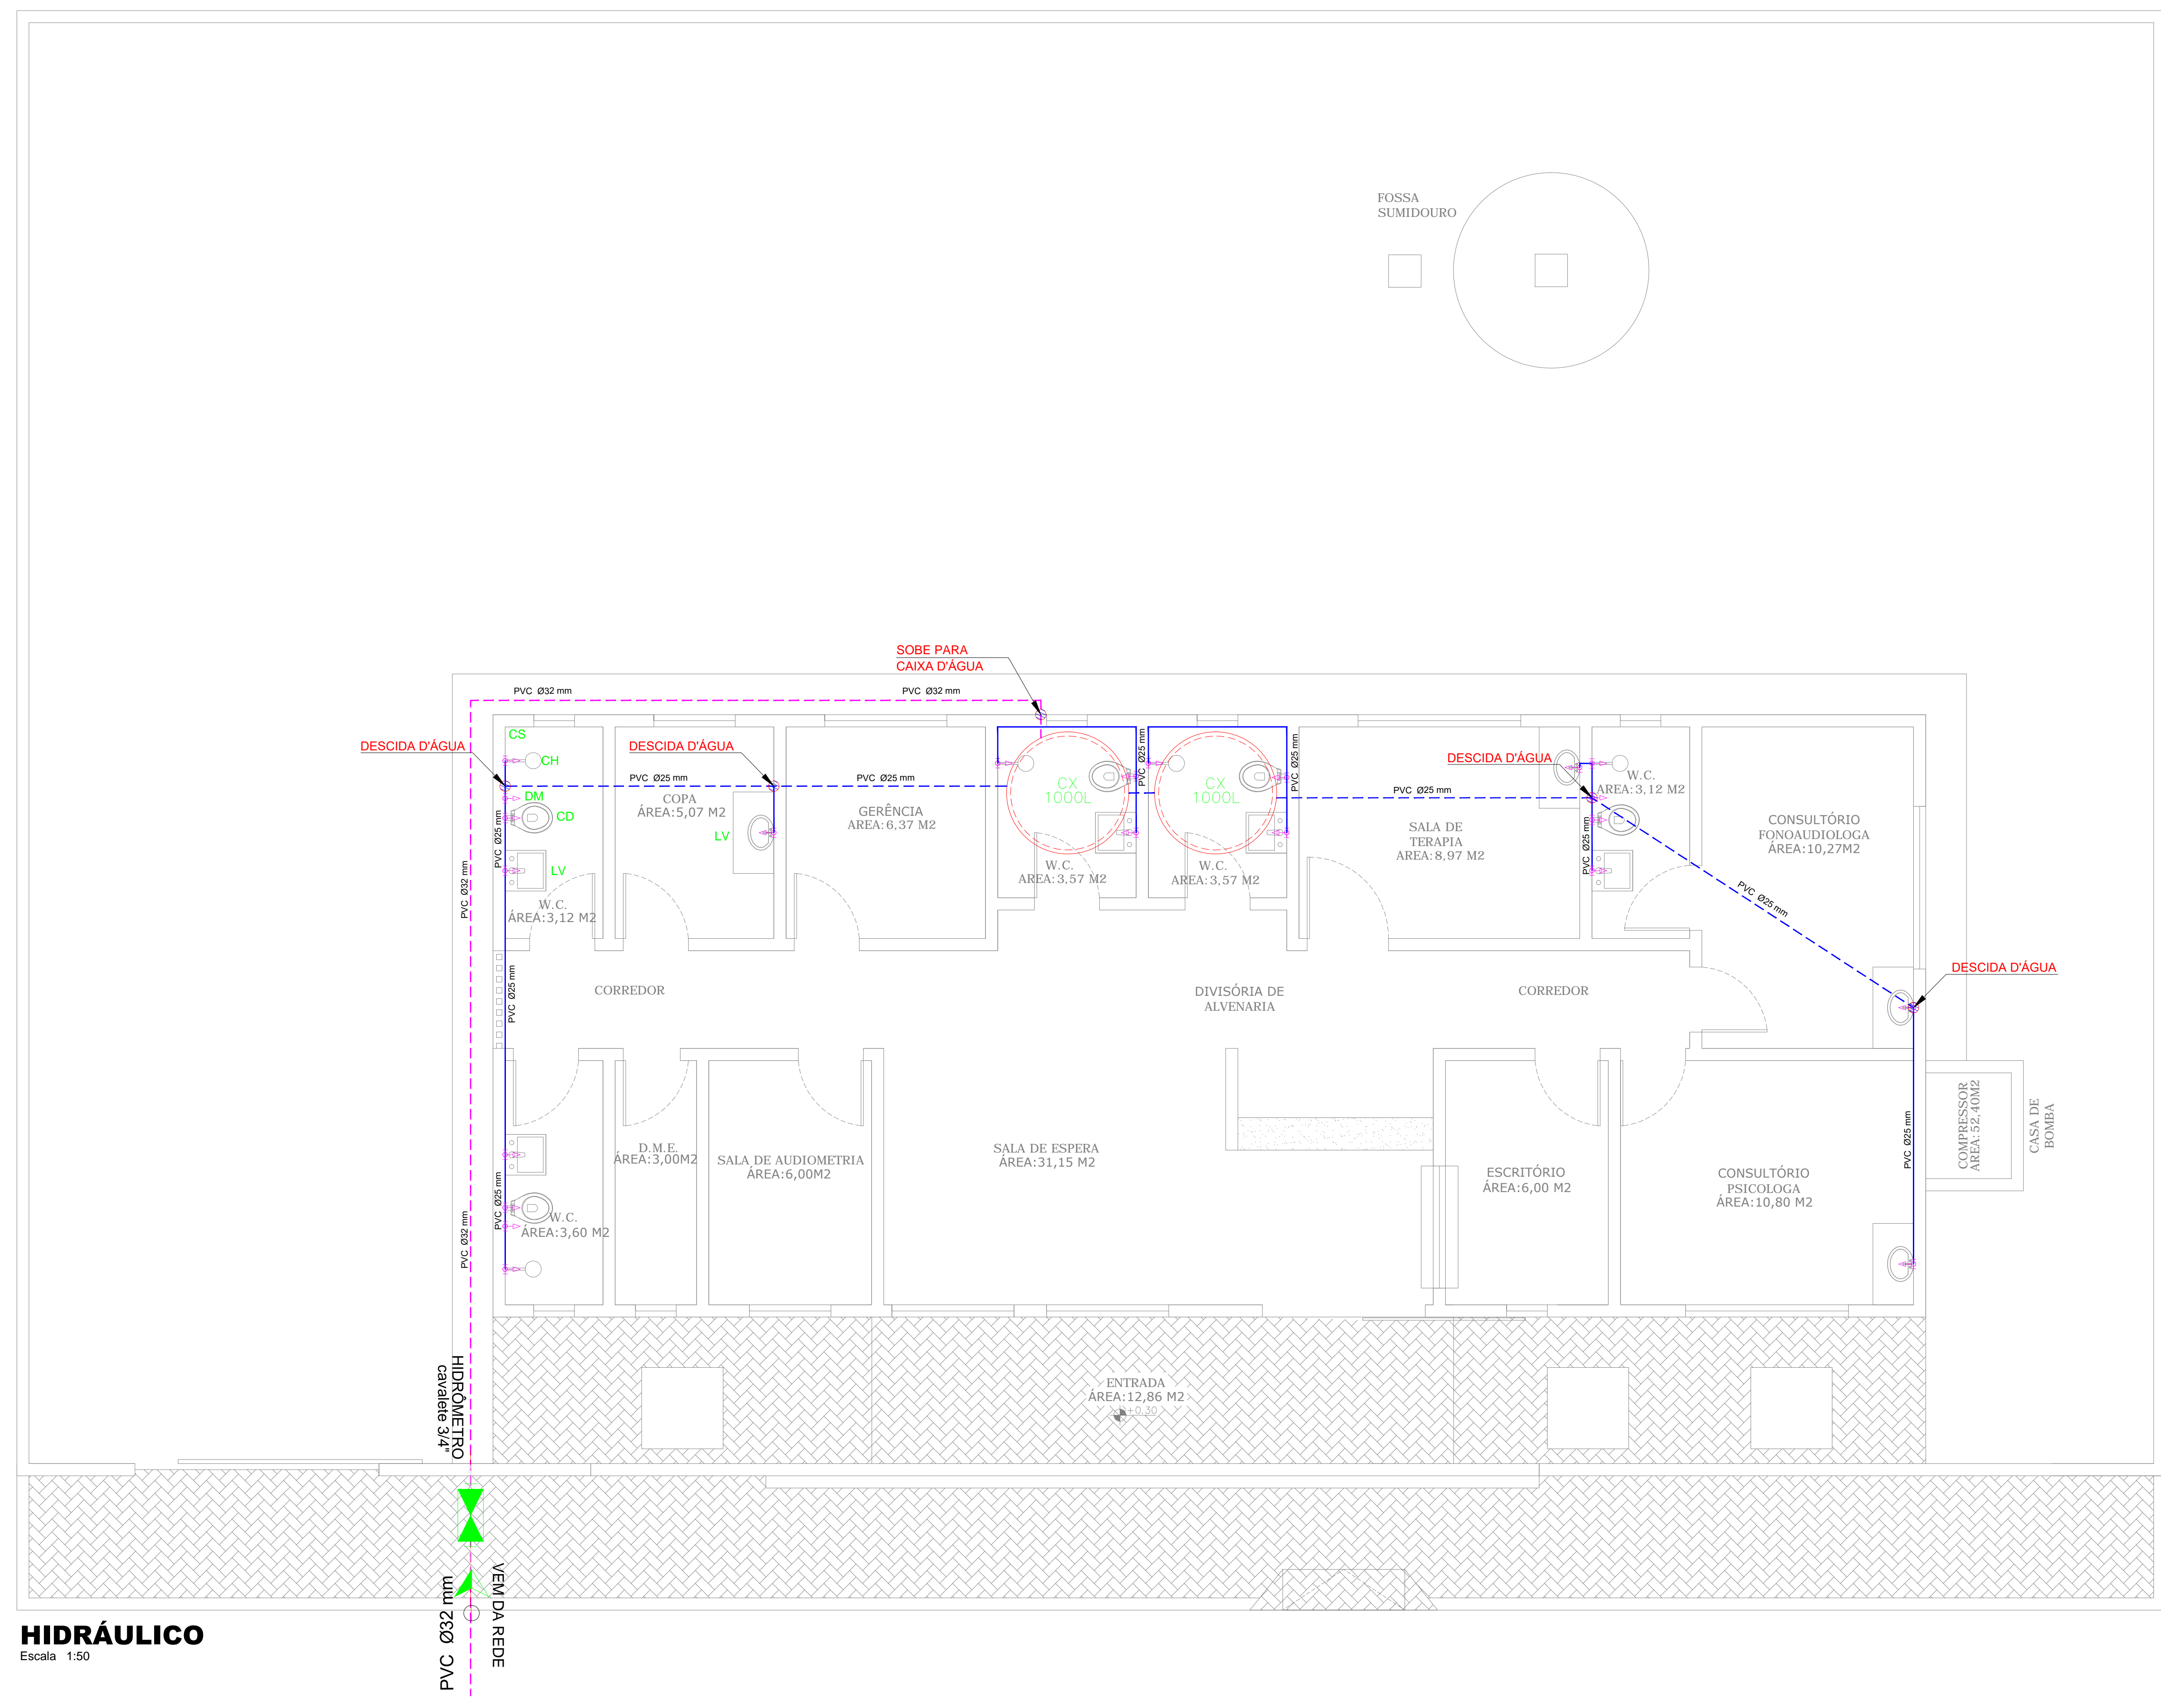 FOSSA
SUMIDOURO
SOBE PARA
CAIXA D'ÁGUA
PVC Ø32 mm
PVC Ø32 mm
DESCIDA D'ÁGUA
DESCIDA D'ÁGUA
DESCIDA D'ÁGUA
DESCIDA D'ÁGUA
CS
CH
DM
CD
LV
W.C.
ÁREA:3,12 M2
PVC Ø25 mm
PVC Ø25 mm
COPA
ÁREA:5,07 M2
LV
PVC Ø25 mm
GERÊNCIA
AREA:6,37 M2
CX
1000L
W.C.
AREA:3,57 M2
PVC Ø25 mm
CX
1000L
W.C.
AREA:3,57 M2
PVC Ø25 mm
PVC Ø25 mm
SALA DE
TERAPIA
AREA:8,97 M2
W.C.
AREA:3,12 M2
PVC Ø25 mm
CONSULTÓRIO
FONOAUDIOLOGA
ÁREA:10,27M2
PVC Ø25 mm
PVC Ø32 mm
PVC Ø25 mm
CORREDOR
DIVISÓRIA DE
ALVENARIA
CORREDOR
PVC Ø32 mm
PVC Ø25 mm
W.C.
ÁREA:3,60 M2
D.M.E.
ÁREA:3,00M2
SALA DE AUDIOMETRIA
ÁREA:6,00M2
SALA DE ESPERA
ÁREA:31,15 M2
ESCRITÓRIO
ÁREA:6,00 M2
CONSULTÓRIO
PSICOLOGA
ÁREA:10,80 M2
PVC Ø25 mm
COMPRESSOR
AREA:52,40M2
CASA DE
BOMBA
HIDRÔMETRO
cavalete 3/4"
ENTRADA
ÁREA:12,86 M2
+0.30
VEM DA REDE
PVC Ø32 mm
HIDRÁULICO
Escala 1:50